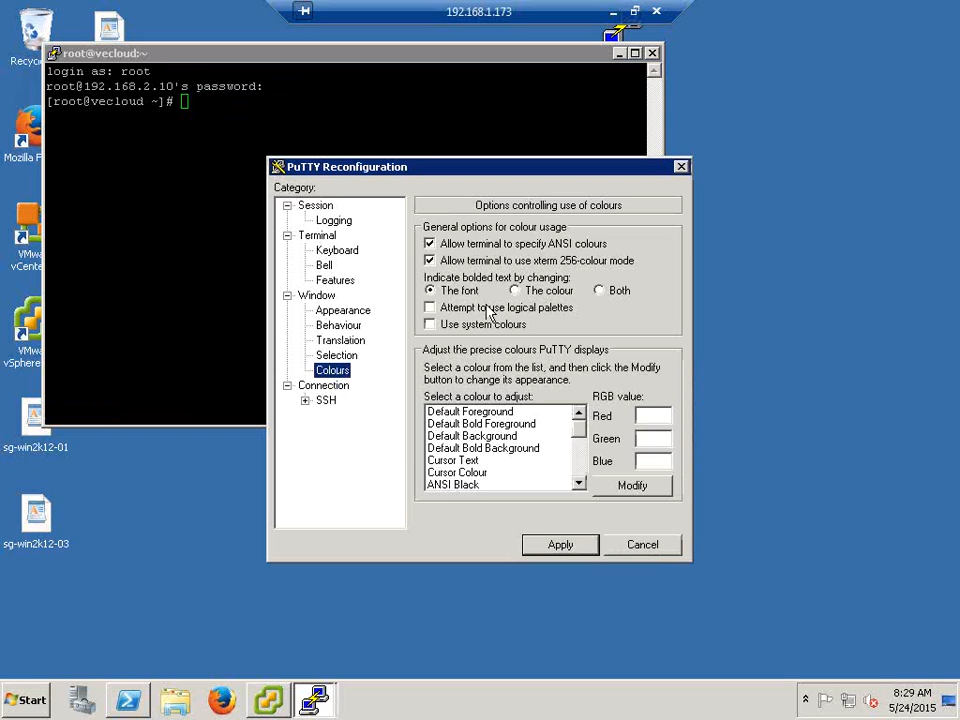 192.168.1.173
Recyc
root@vecloud:~
login as: root
root@192.168.2.10's password:
[root@vecloud ~]#
Mozilla F
VMw
vCente
VMw
vSphere
sg-win2k12-01
sg-win2k12-03
PuTTY Reconfiguration
Category:
Session
Logging
Terminal
Keyboard
Bell
Features
Window
Appearance
Behaviour
Translation
Selection
Colours
Connection
SSH
Options controlling use of colours
General options for colour usage
Allow terminal to specify ANSI colours
Allow terminal to use xterm 256-colour mode
Indicate bolded text by changing:
The font
The colour
Both
Attempt to use logical palettes
Use system colours
Adjust the precise colours PuTTY displays
Select a colour from the list, and then click the Modify
button to change its appearance.
Select a colour to adjust:
RGB value:
Default Foreground
Default Bold Foreground
Default Background
Default Bold Background
Cursor Text
Cursor Colour
ANSI Black
Red
Green
Blue
Modify
Apply
Cancel
Start
8:29 AM
5/24/2015